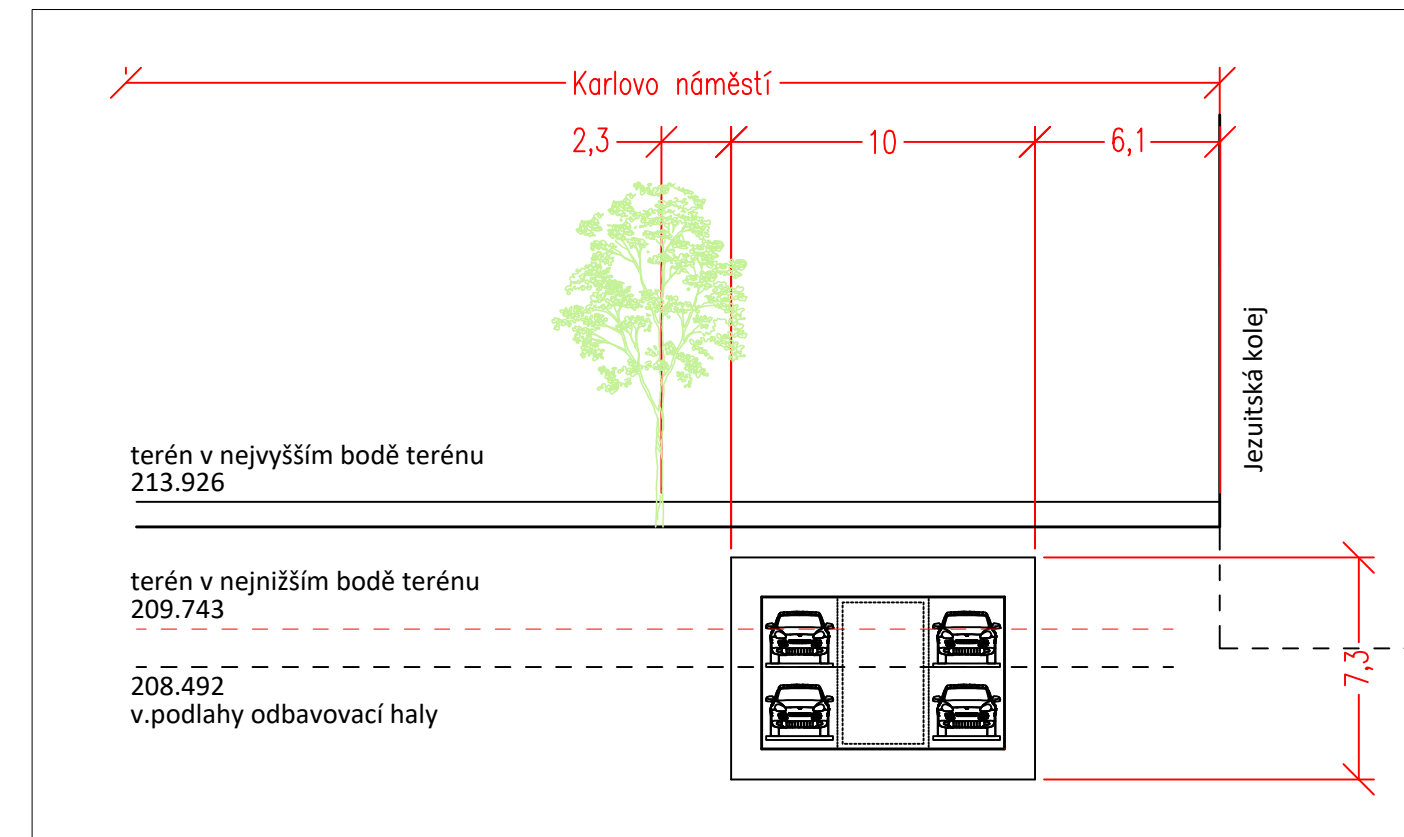 Karlovo náměstí
2,3
10
6,1
Jezuitská kolej
terén v nejvyšším bodě terénu
213.926
terén v nejnižším bodě terénu
209.743
208.492
v.podlahy odbavovací haly
7,3